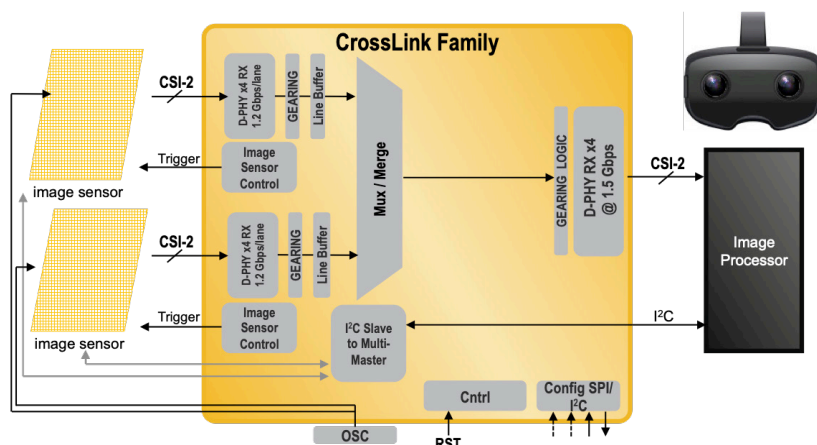 CrossLink Family
CSI-2
D-PHY x4 RX
1.2 Gbps/lane
GEARING
Line Buffer
Trigger
Image
Sensor
Control
image sensor
Mux / Merge
GEARING LOGIC
D-PHY RX x4
@ 1.5 Gbps
CSI-2
Image
Processor
CSI-2
D-PHY x4 RX
1.2 Gbps/lane
GEARING
Line Buffer
Trigger
Image
Sensor
Control
image sensor
I²C Slave
to Multi-
Master
I²C
Cntrl
Config SPI/
I²C
OSC
RST